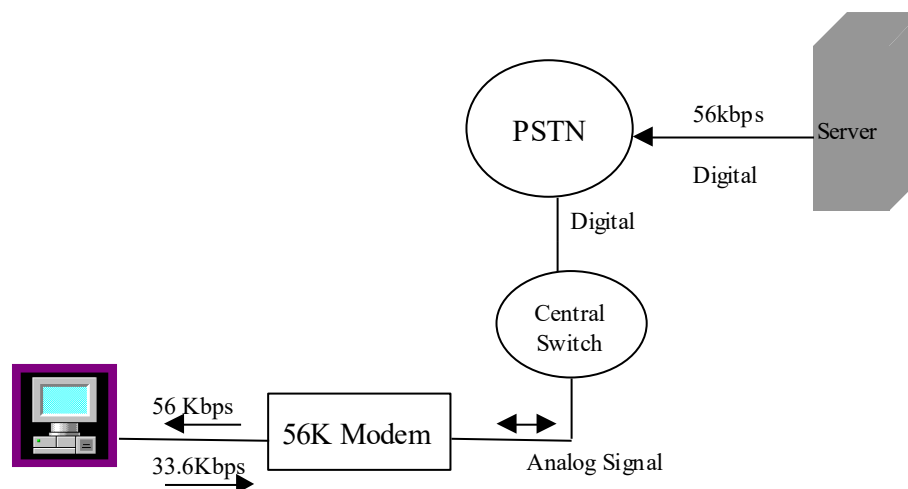 56kbps
PSTN
Server
Digital
Digital
Central
Switch
56 Kbps
56K Modem
33.6Kbps
Analog Signal